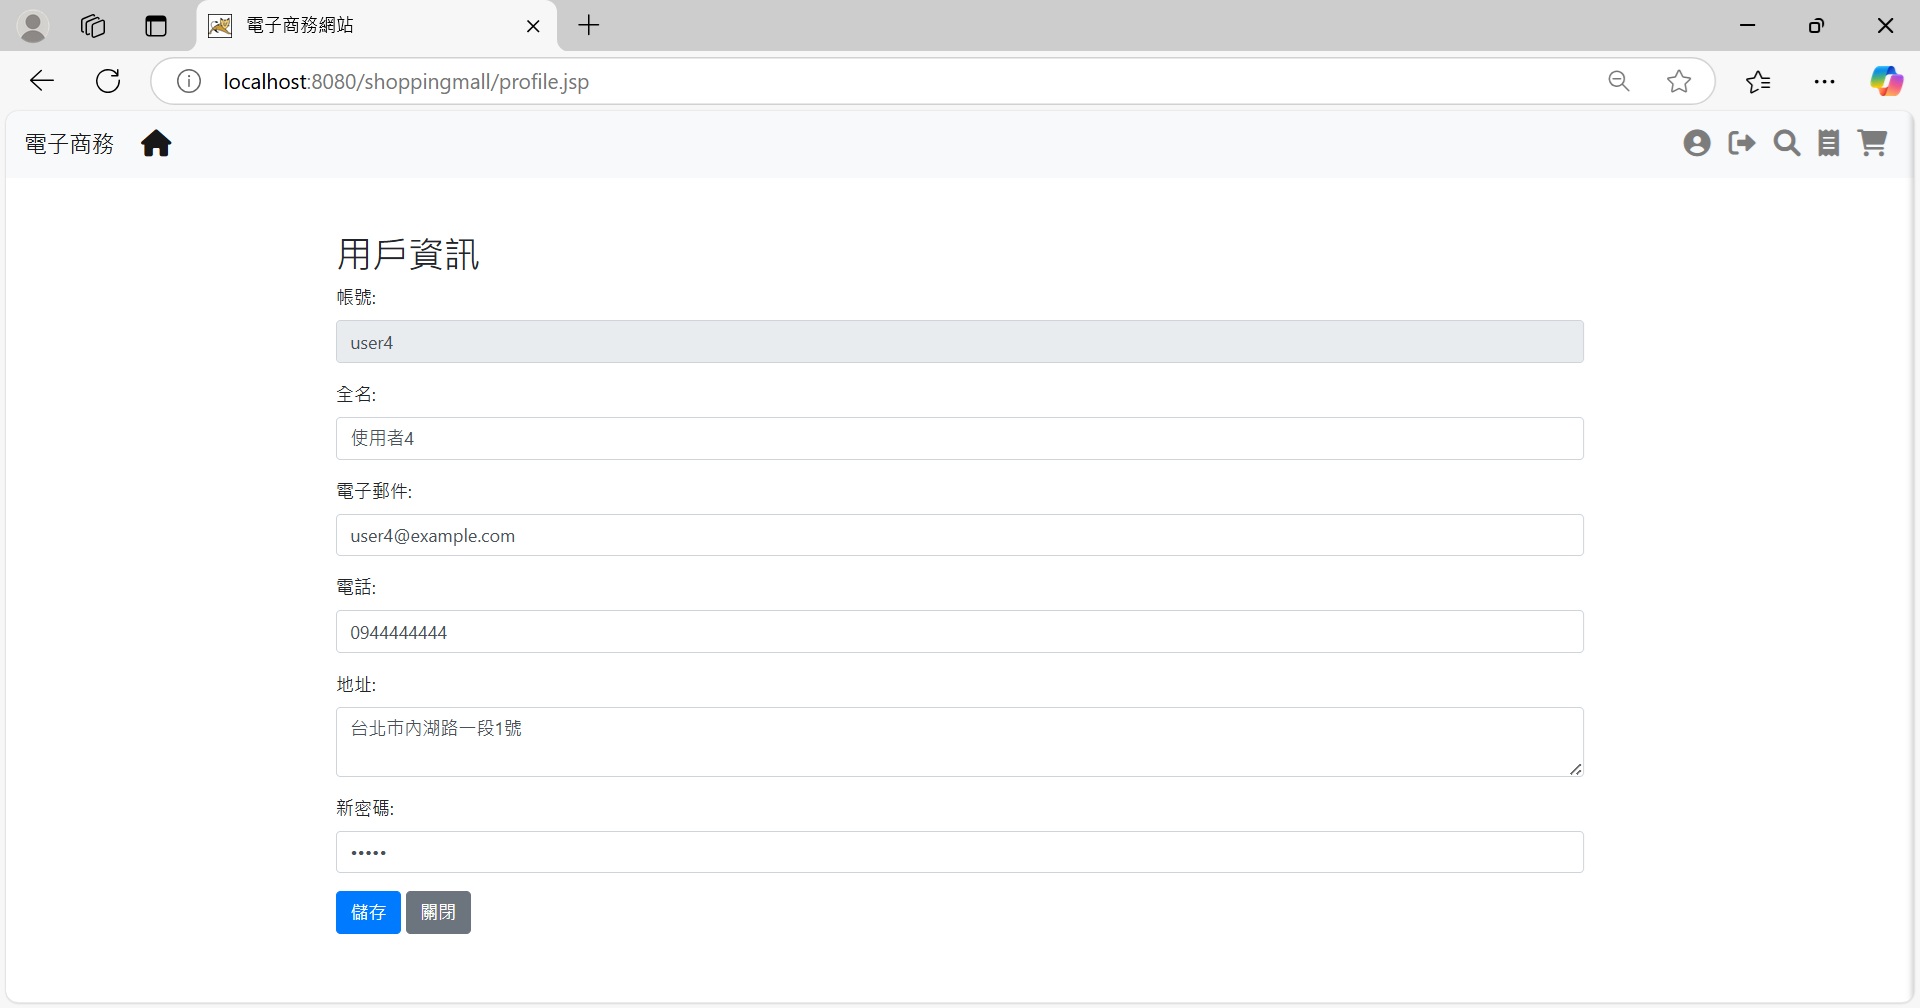 電子商務網站
localhost:8080/shoppingmall/profile.jsp
電子商務
用戶資訊
帳號:
user4
全名:
使用者4
電子郵件:
user4@example.com
電話:
0944444444
地址:
台北市內湖路一段1號
新密碼:
•••••
儲存 關閉